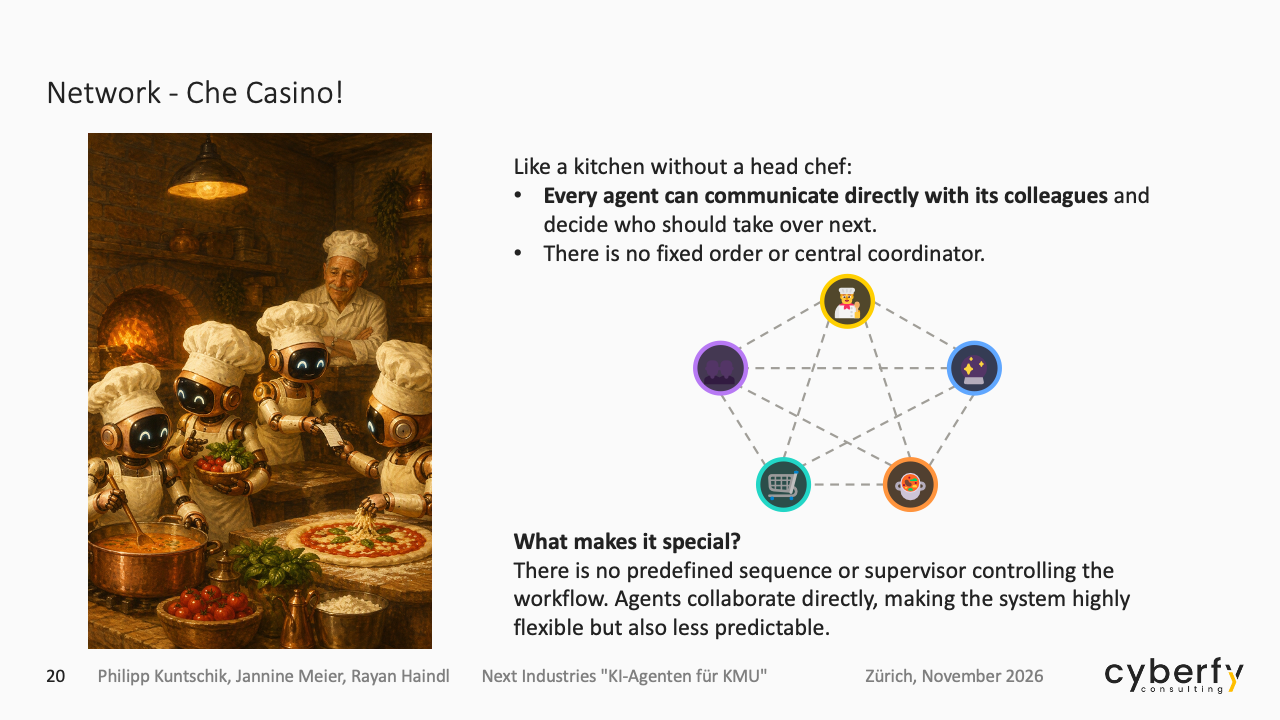 Network - Che Casino!
Like a kitchen without a head chef:
• Every agent can communicate directly with its colleagues and
decide who should take over next.
• There is no fixed order or central coordinator.
What makes it special?
There is no predefined sequence or supervisor controlling the
workflow. Agents collaborate directly, making the system highly
flexible but also less predictable.
20 Philipp Kuntschik, Jannine Meier, Rayan Haindl Next Industries "KI-Agenten für KMU" Zürich, November 2026
cyberfy
consulting